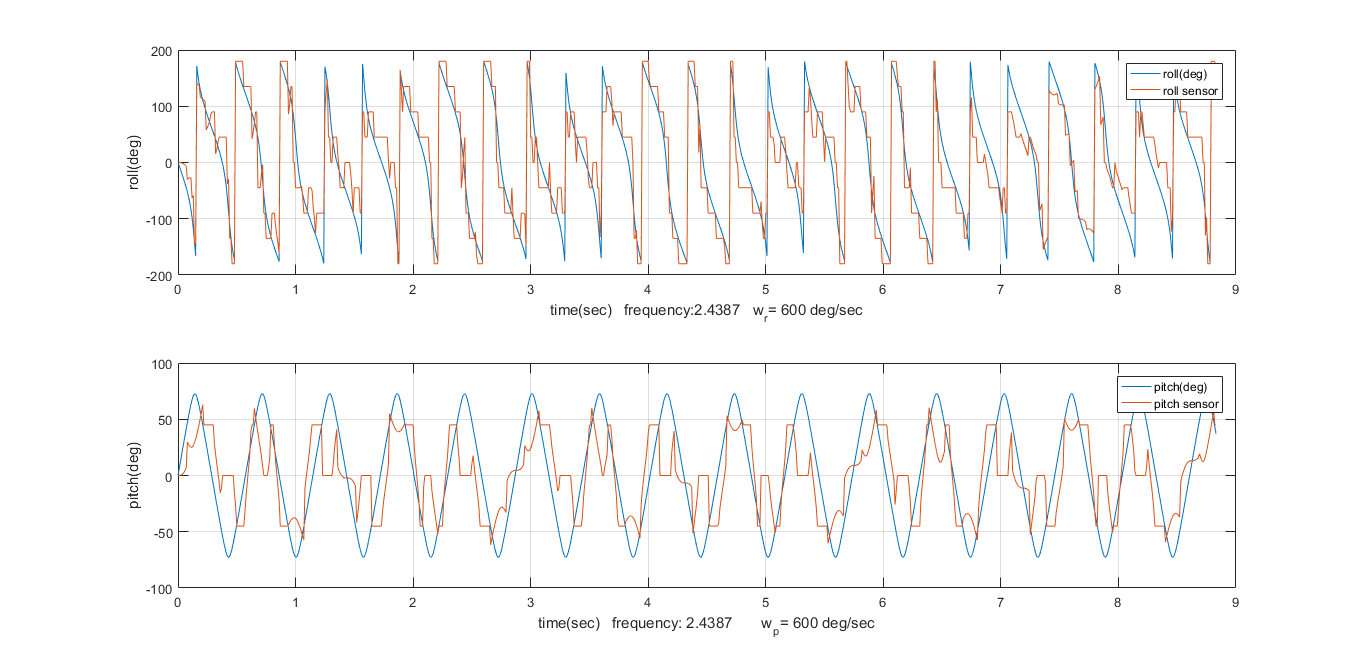 200
100
0
-100
-200
roll(deg)
roll(deg)
roll sensor
0 1 2 3 4 5 6 7 8 9
time(sec) frequency:2.4387 w_r= 600 deg/sec
100
50
0
-50
-100
pitch(deg)
pitch(deg)
pitch sensor
0 1 2 3 4 5 6 7 8 9
time(sec) frequency: 2.4387 w_p= 600 deg/sec